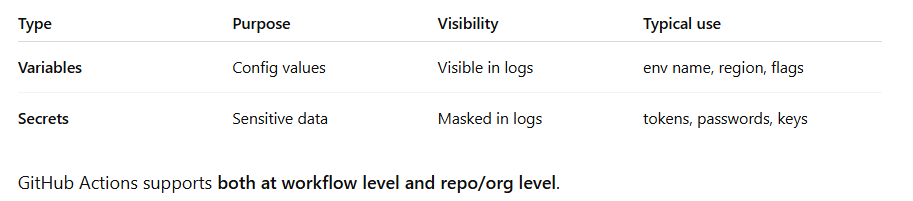 Type Purpose Visibility Typical use
Variables Config values Visible in logs env name, region, flags
Secrets Sensitive data Masked in logs tokens, passwords, keys
GitHub Actions supports both at workflow level and repo/org level.